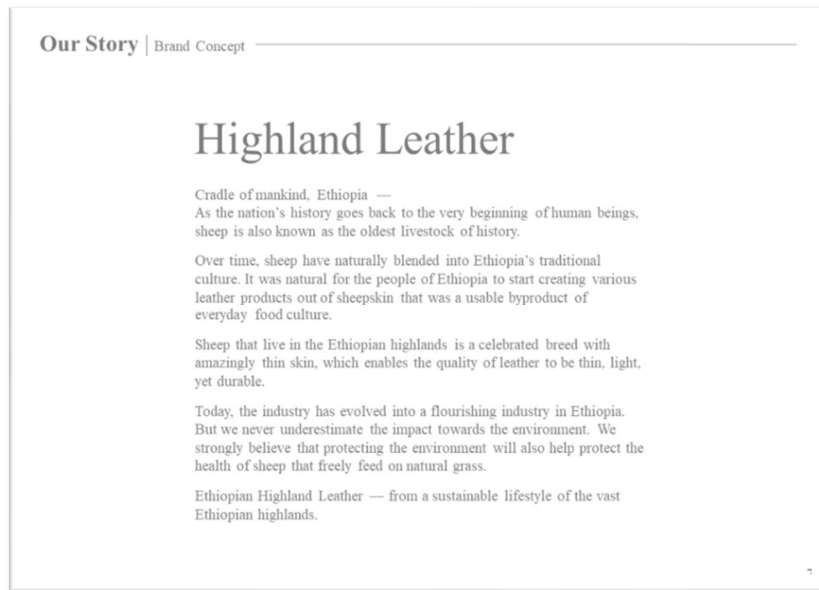 Our Story | Brand Concept
Highland Leather
Cradle of mankind, Ethiopia —
As the nation's history goes back to the very beginning of human beings,
sheep is also known as the oldest livestock of history.
Over time, sheep have naturally blended into Ethiopia's traditional
culture. It was natural for the people of Ethiopia to start creating various
leather products out of sheepskin that was a usable byproduct of
everyday food culture.
Sheep that live in the Ethiopian highlands is a celebrated breed with
amazingly thin skin, which enables the quality of leather to be thin, light,
yet durable.
Today, the industry has evolved into a flourishing industry in Ethiopia.
But we never underestimate the impact towards the environment. We
strongly believe that protecting the environment will also help protect the
health of sheep that freely feed on natural grass.
Ethiopian Highland Leather — from a sustainable lifestyle of the vast
Ethiopian highlands.